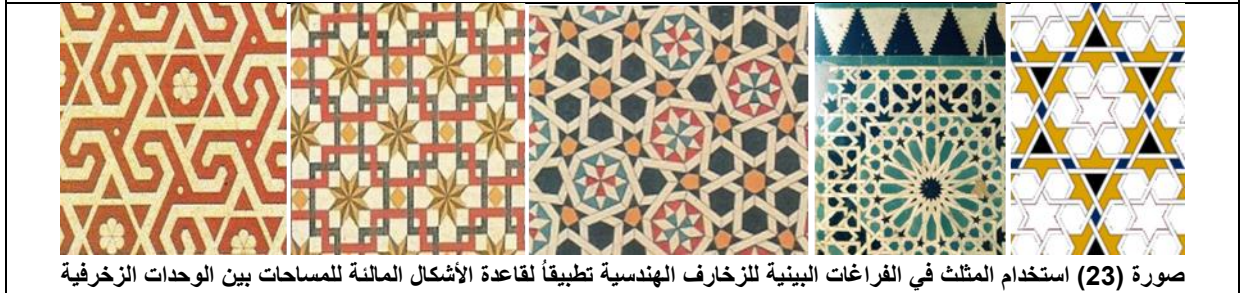 صورة (23) استخدام المثلث في الفراغات البينية للزخارف الهندسية تطبيقاً لقاعدة الأشكال المالئة للمساحات بين الوحدات الزخرفية